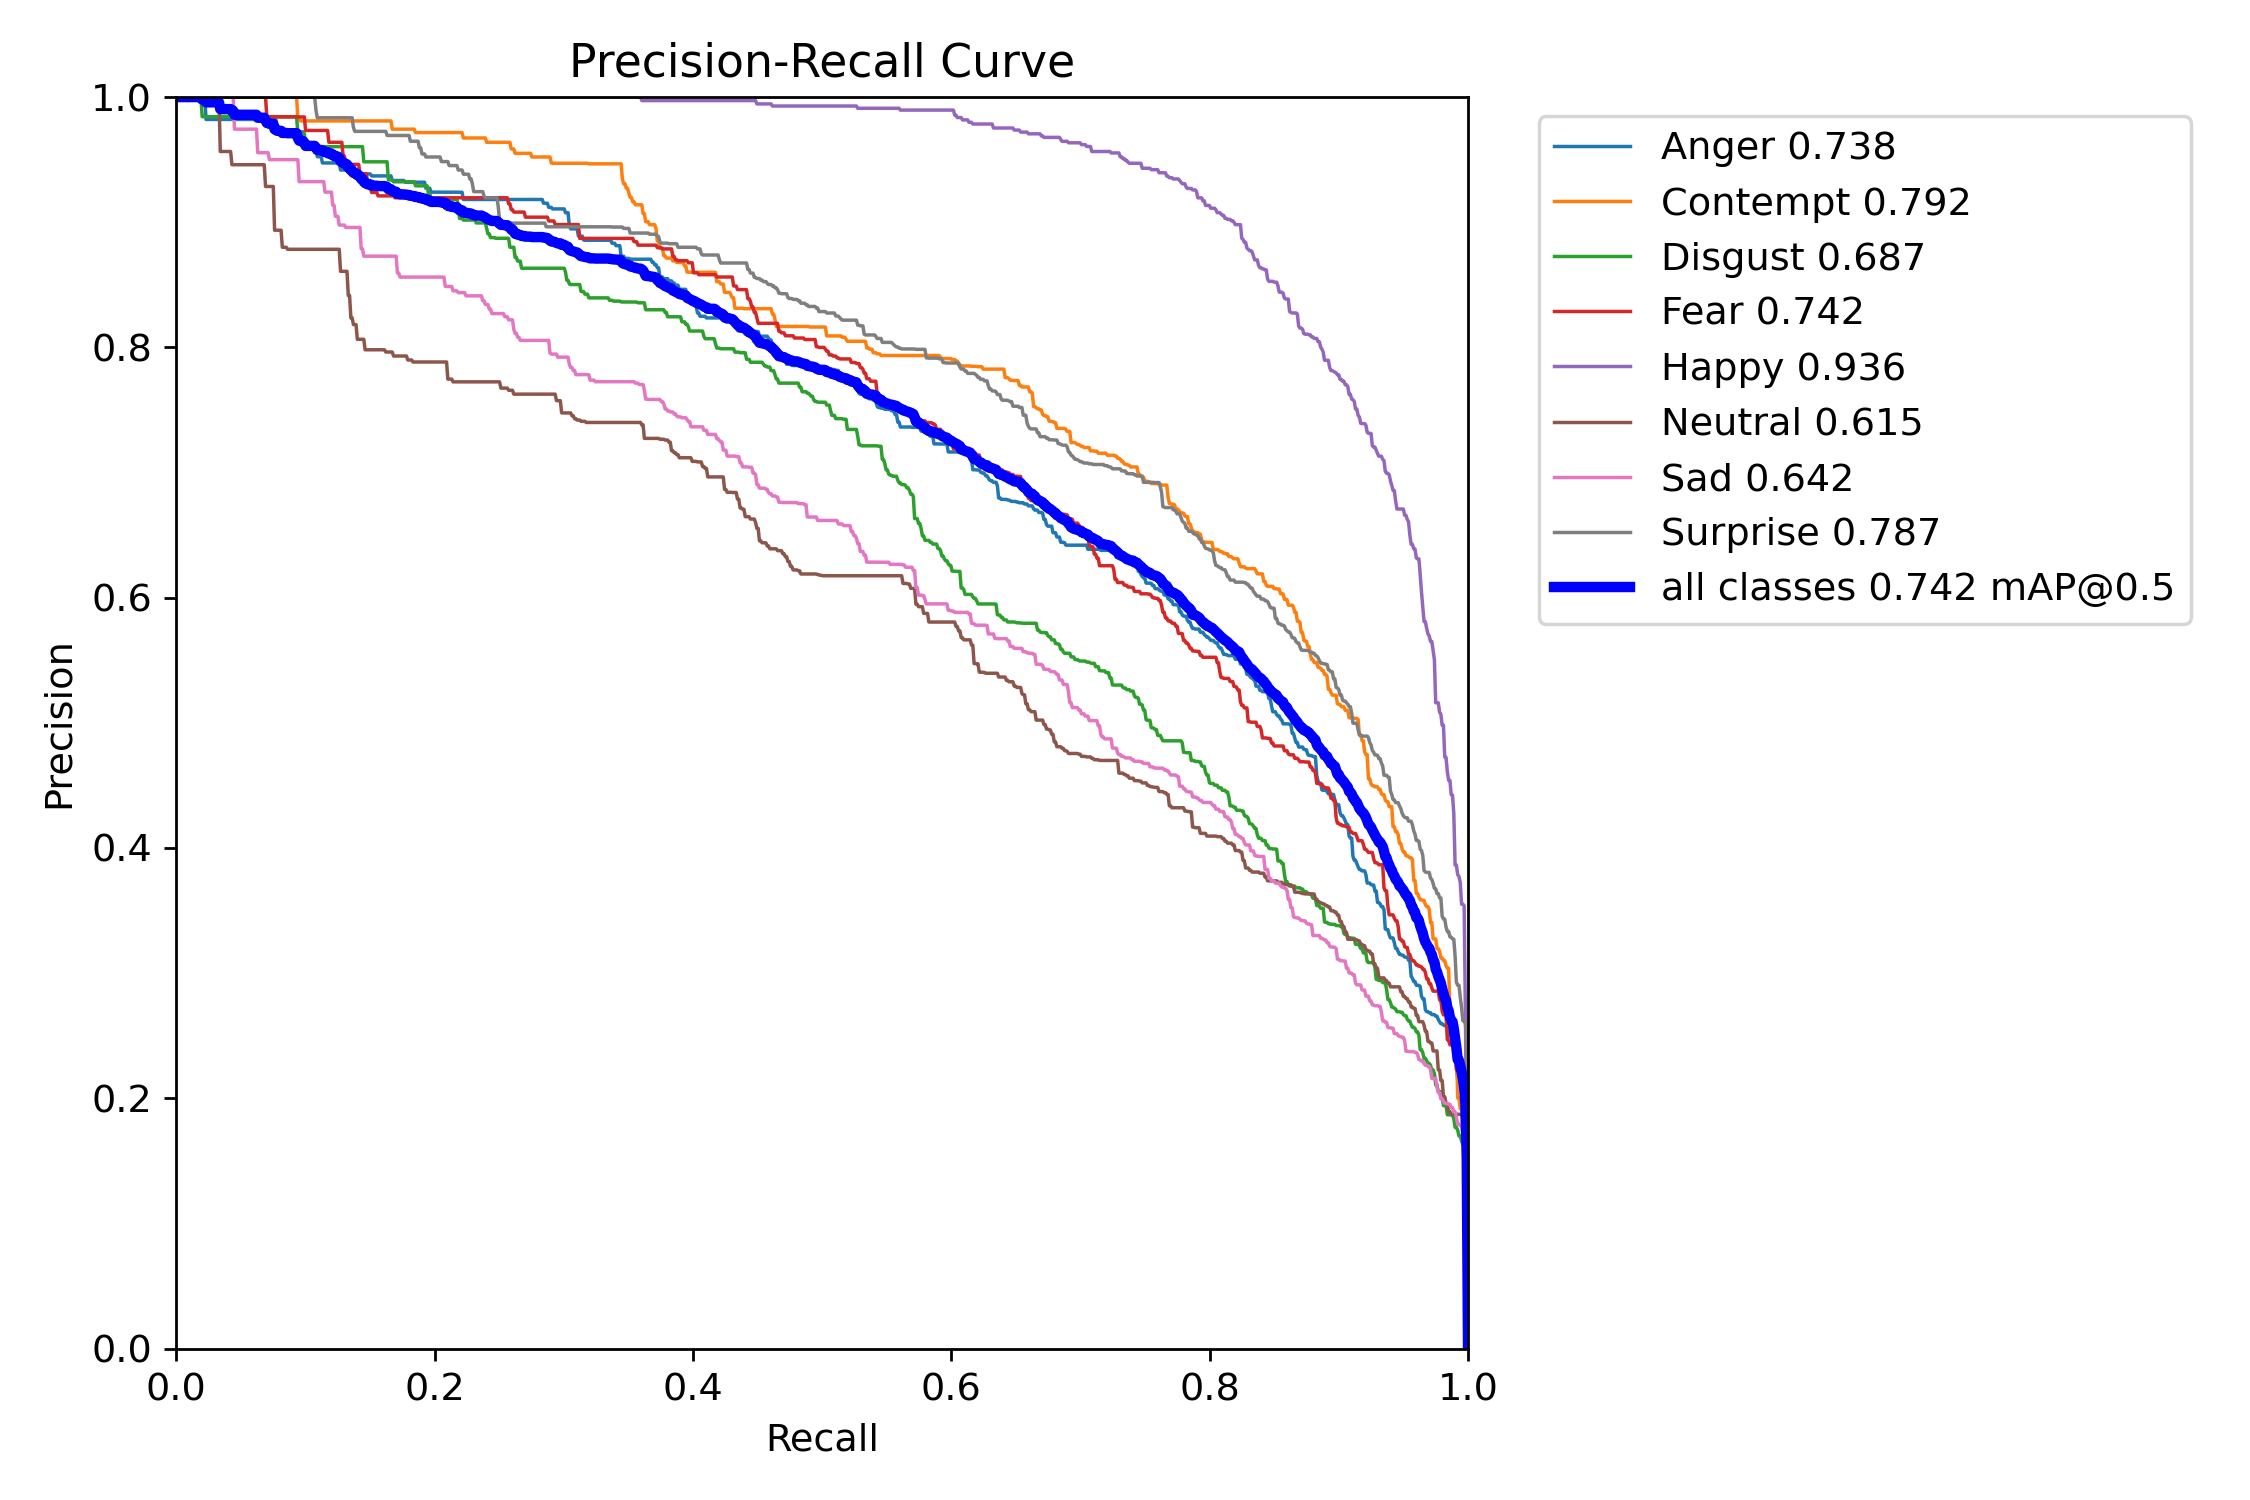 Precision-Recall Curve
1.0
0.8
0.6
0.4
0.2
0.0
Precision
0.0 0.2 0.4 0.6 0.8 1.0
Recall
Anger 0.738
Contempt 0.792
Disgust 0.687
Fear 0.742
Happy 0.936
Neutral 0.615
Sad 0.642
Surprise 0.787
all classes 0.742 mAP@0.5